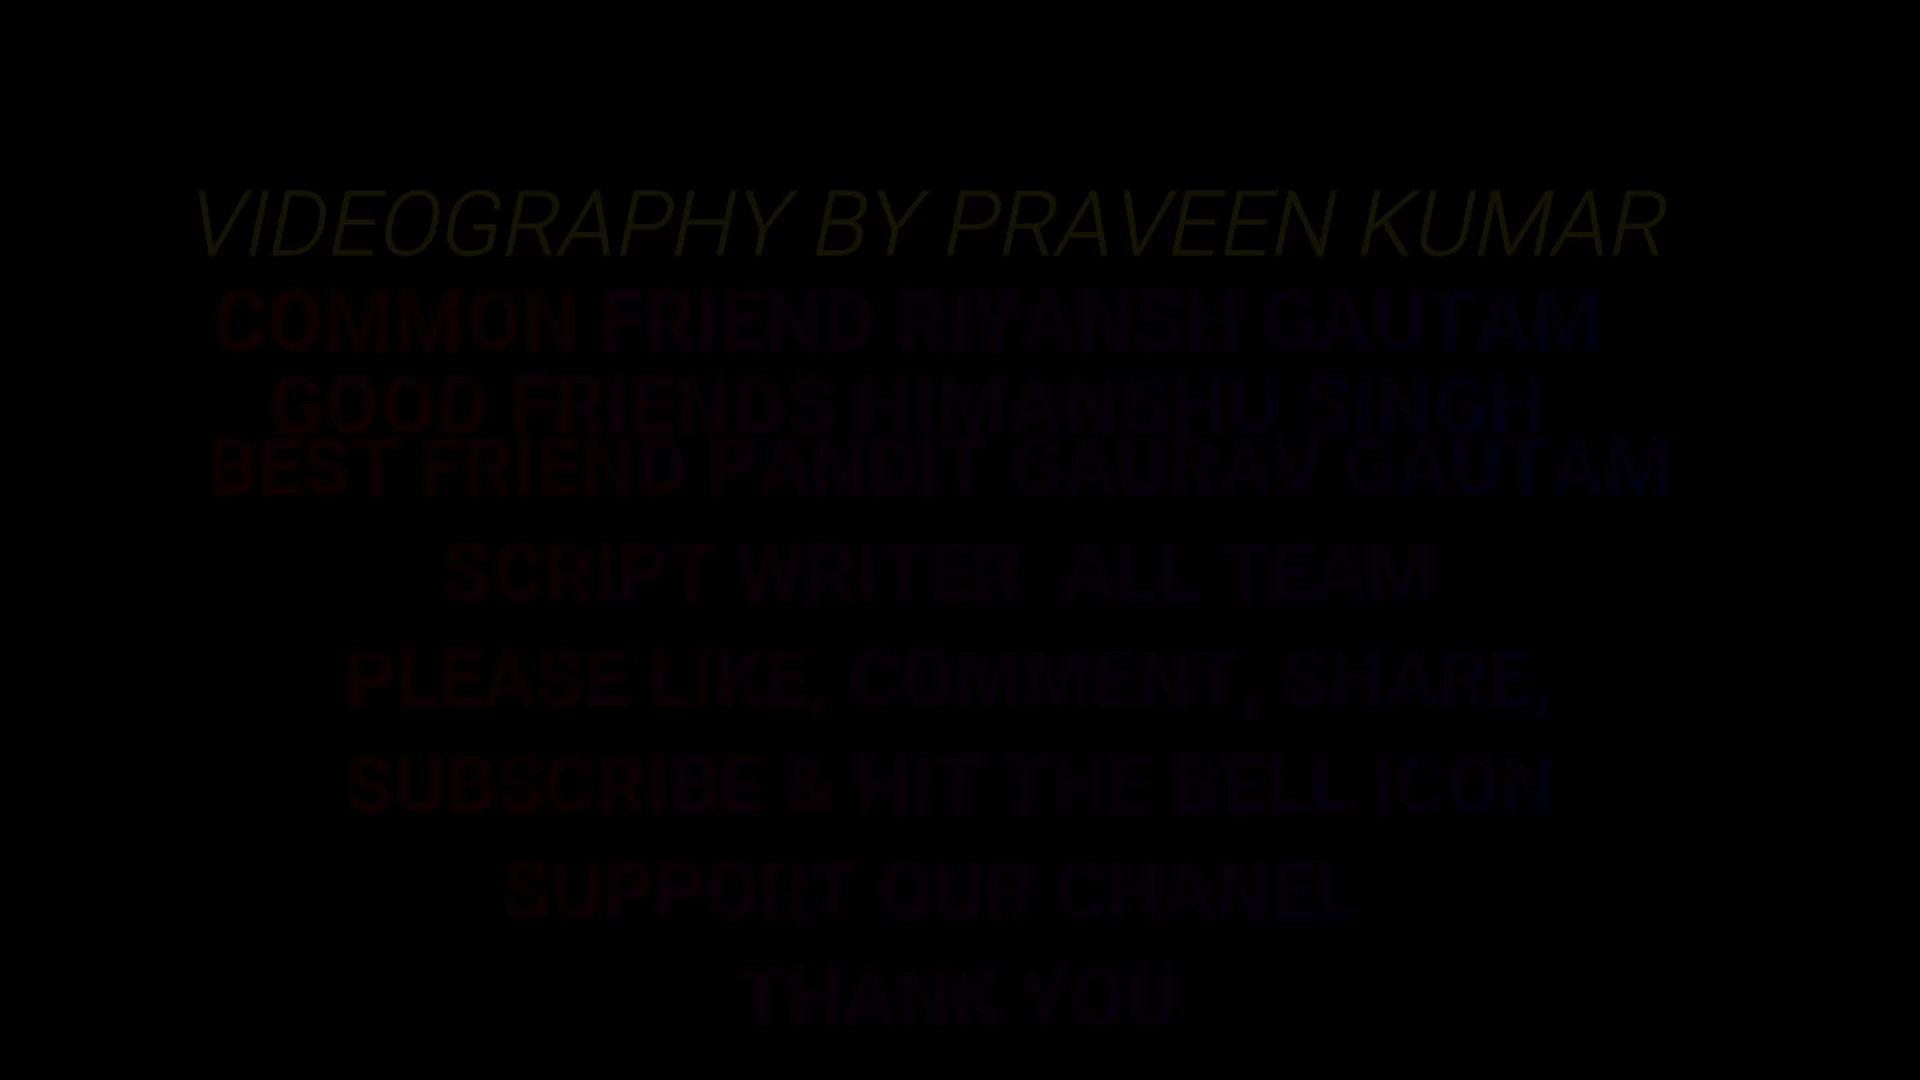 VIDEOGRAPHY BY PRAVEEN KUMAR
COMMON FRIEND RIYANSH GAUTAM
GOOD FRIENDS HIMANSHU SINGH
BEST FRIEND PANDIT GAURAV GAUTAM
SCRIPT WRITER ALL TEAM
PLEASE LIKE, COMMENT, SHARE,
SUBSCRIBE & HIT THE BELL ICON
SUPPORT OUR CHANEL
THANK YOU